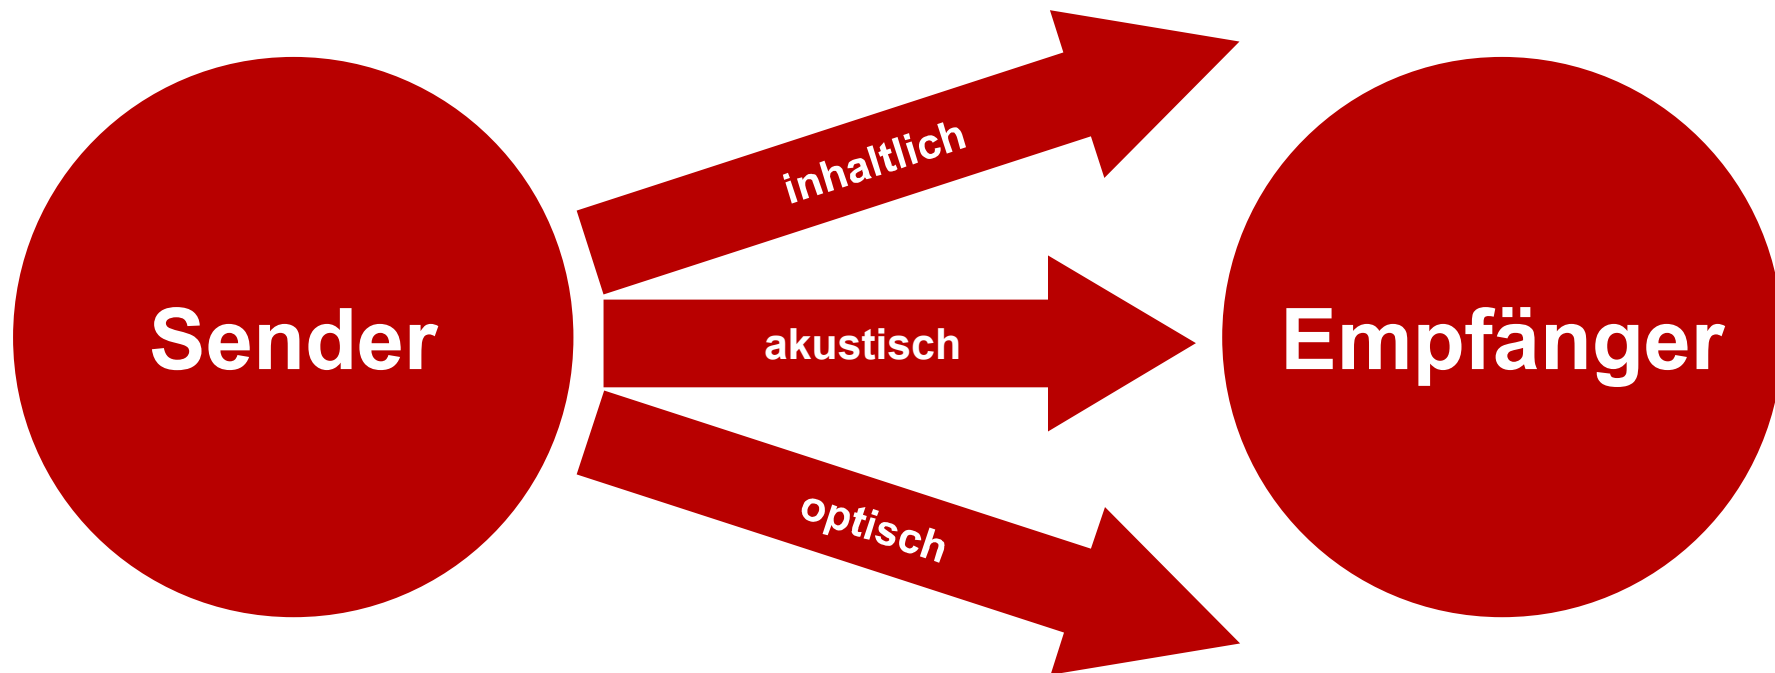 Sender
inhaltlich
akustisch
optisch
Empfänger